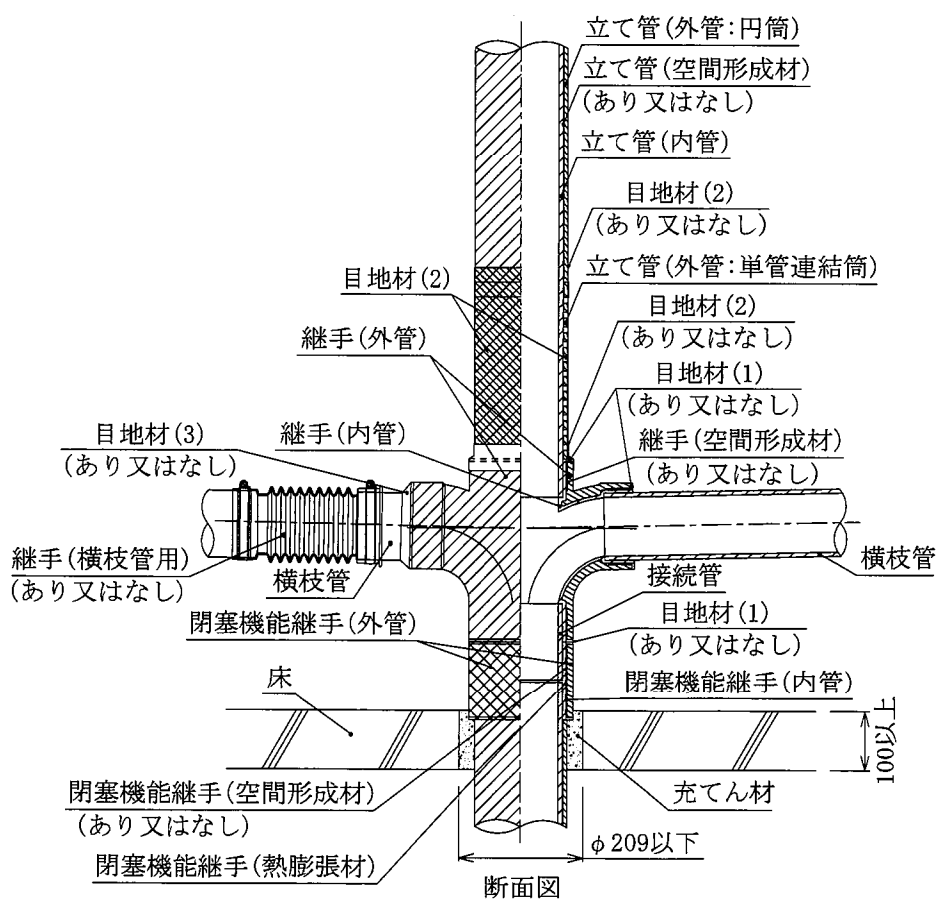 立て管(外管:円筒)
立て管(空間形成材)
(あり又はなし)
立て管(内管)
目地材(2)
(あり又はなし)
立て管(外管:単管連結筒)
目地材(2)
目地材(2)
(あり又はなし)
継手(外管)
目地材(1)
(あり又はなし)
目地材(3)
(あり又はなし)
継手(内管)
継手(空間形成材)
(あり又はなし)
継手(横枝管用)
(あり又はなし)
横枝管
接続管
横枝管
閉塞機能継手(外管)
目地材(1)
(あり又はなし)
床
閉塞機能継手(内管)
100以上
閉塞機能継手(空間形成材)
(あり又はなし)
充てん材
閉塞機能継手(熱膨張材)
φ209以下
断面図